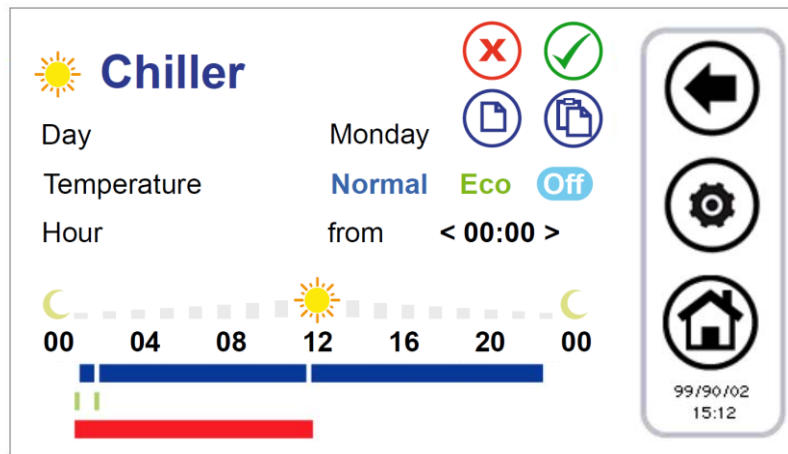 Chiller
Day Monday
Temperature Normal Eco Off
Hour from < 00:00 >
00 04 08 12 16 20 00
99/90/02
15:12